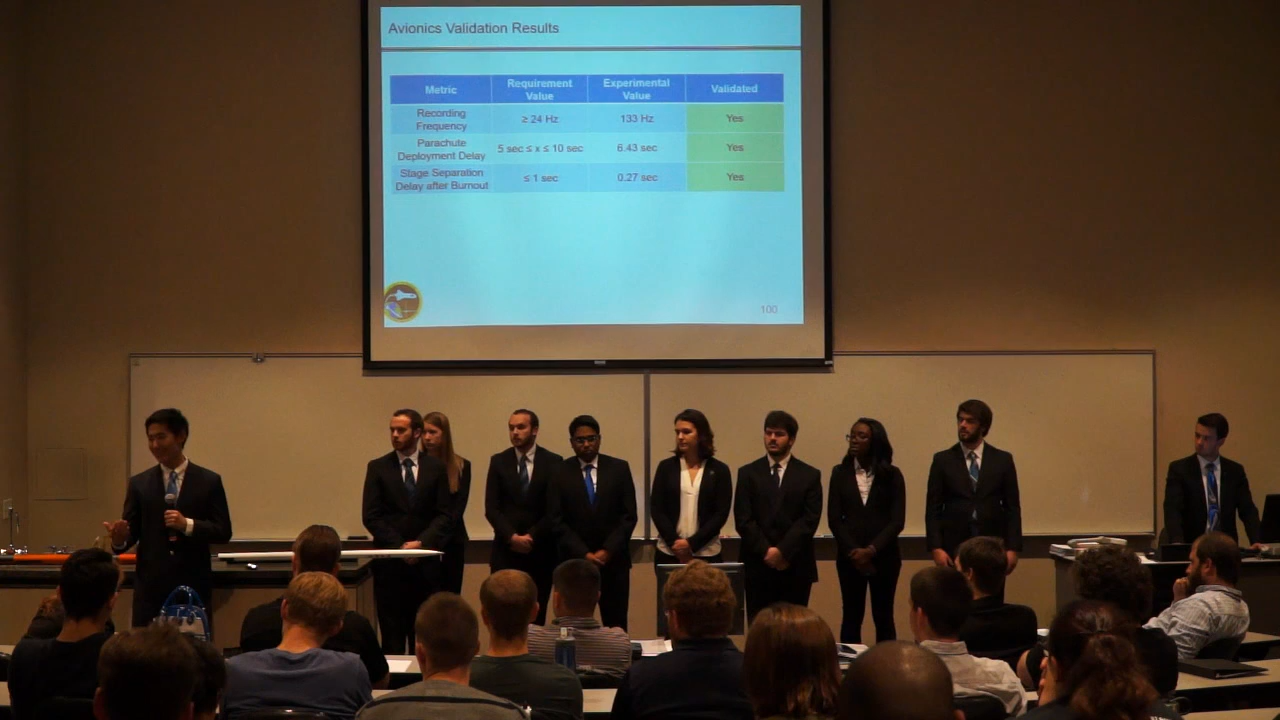 Avionics Validation Results
Metric
Requirement
Value
Experimental
Value
Validated
Recording
Frequency
≥ 24 Hz
133 Hz
Yes
Parachute
Deployment Delay
5 sec ≤ x ≤ 10 sec
6.43 sec
Yes
Stage Separation
Delay after Burnout
≤ 1 sec
0.27 sec
Yes
100